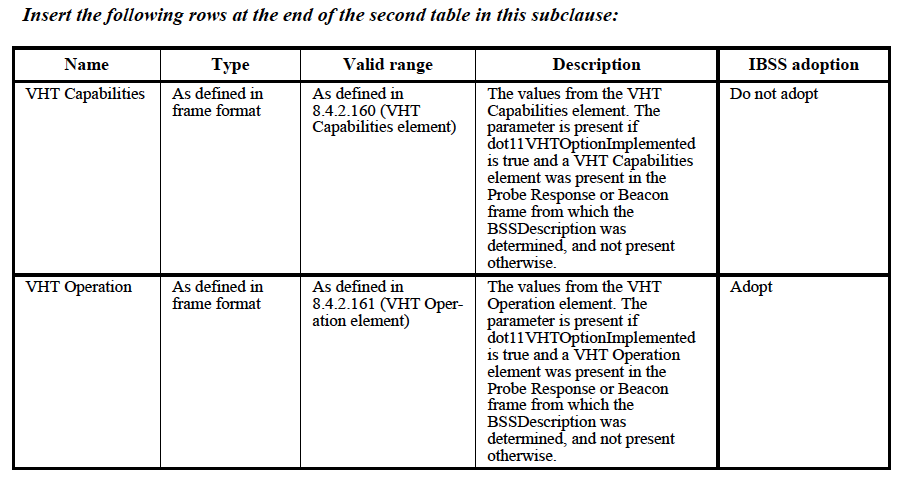 Insert the following rows at the end of the second table in this subclause:
Name Type Valid range Description IBSS adoption
VHT Capabilities
As defined in
frame format
As defined in
8.4.2.160 (VHT
Capabilities element)
The values from the VHT
Capabilities element. The
parameter is present if
dot11VHTOptionImplemented
is true and a VHT Capabilities
element was present in the
Probe Response or Beacon
frame from which the
BSSDescription was
determined, and not present
otherwise.
Do not adopt
VHT Operation
As defined in
frame format
As defined in
8.4.2.161 (VHT Oper-
ation element)
The values from the VHT
Operation element. The
parameter is present if
dot11VHTOptionImplemented
is true and a VHT Operation
element was present in the
Probe Response or Beacon
frame from which the
BSSDescription was
determined, and not present
otherwise.
Adopt